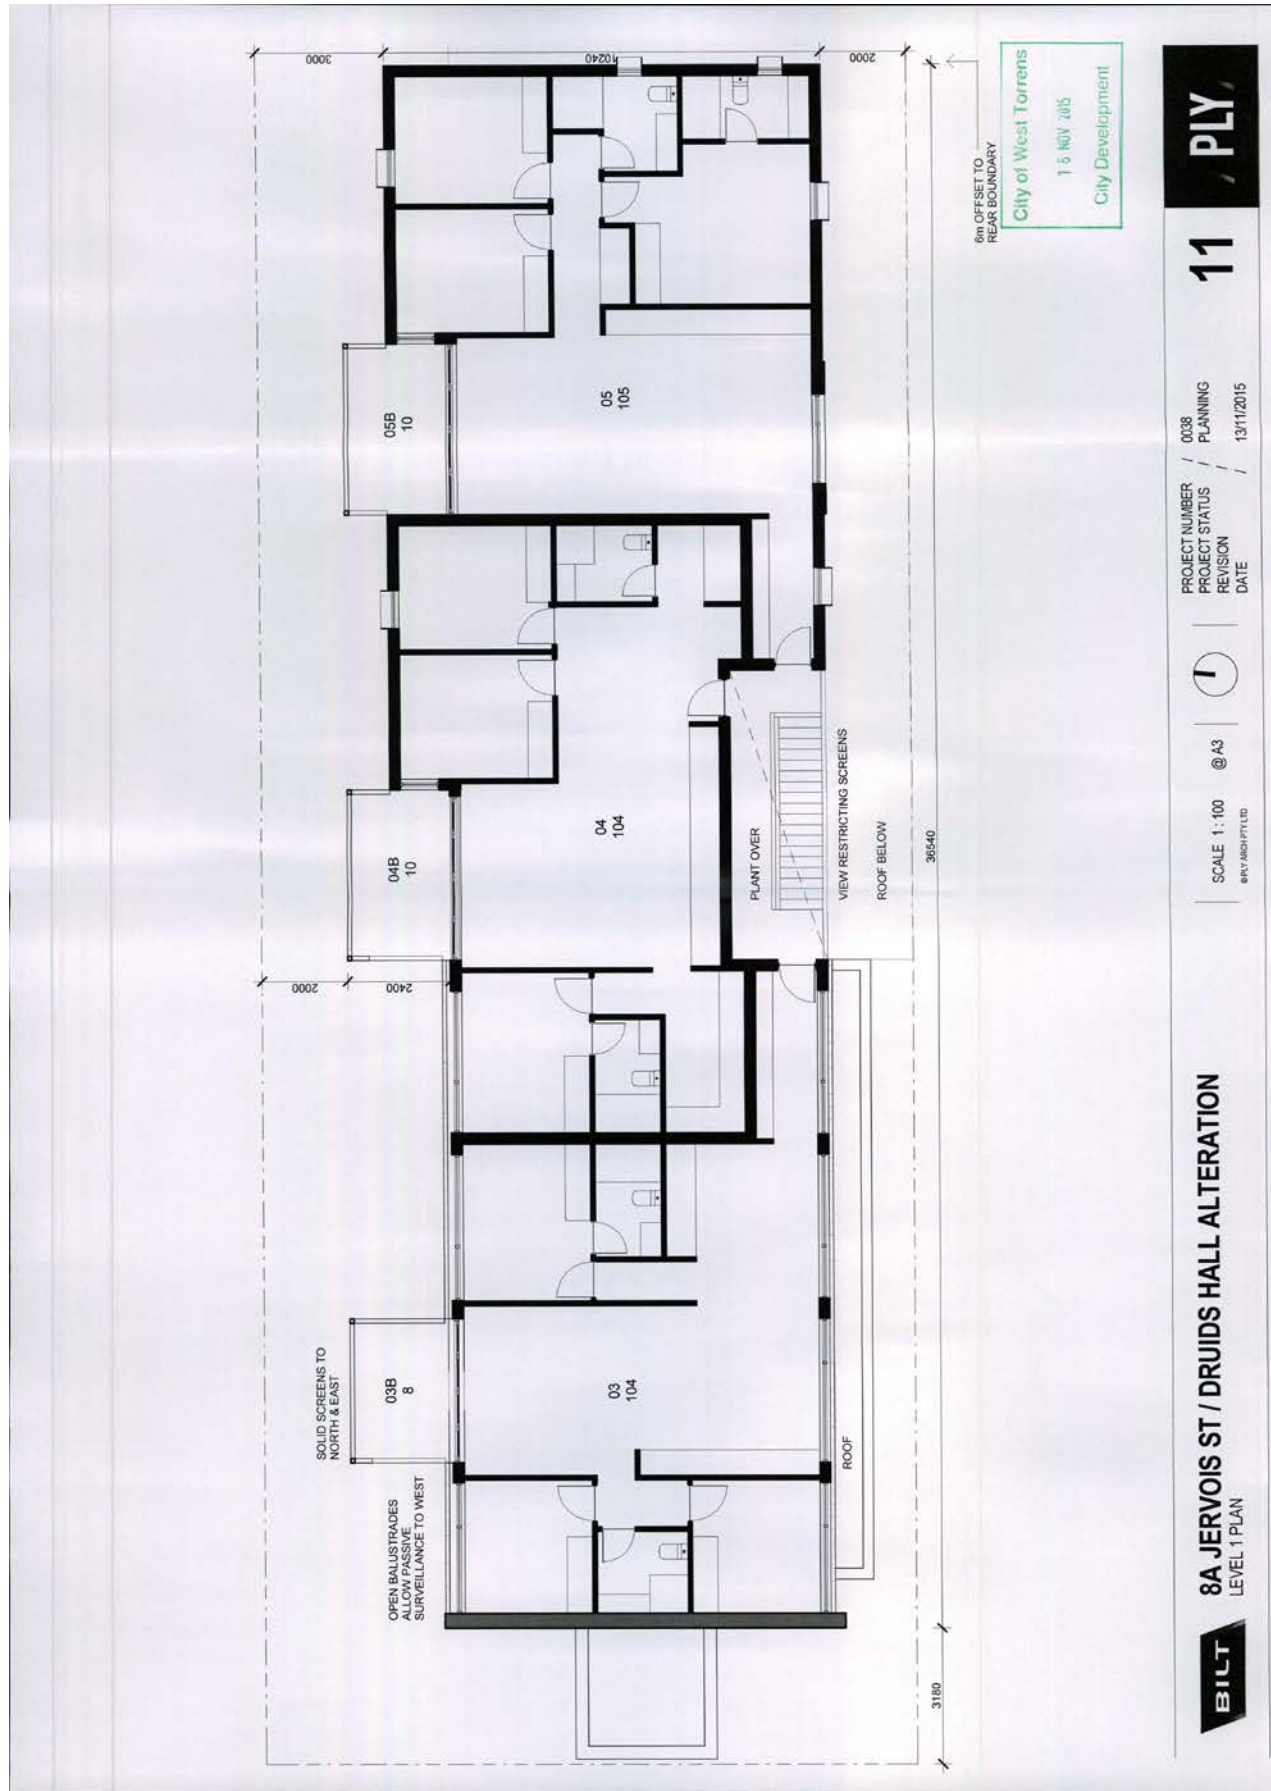 3000
10240
2000
6m OFFSET TO
REAR BOUNDARY
City of West Torrens
16 NOV 2015
City Development
05B
10
05
105
04B
10
04
104
2000
2400
PLANT OVER
VIEW RESTRICTING SCREENS
ROOF BELOW
36540
SOLID SCREENS TO
NORTH & EAST
03B
8
03
104
OPEN BALUSTRADES
ALLOW PASSIVE
SURVEILLANCE TO WEST
ROOF
3180
BILT
8A JERVOIS ST / DRUIDS HALL ALTERATION
LEVEL 1 PLAN
SCALE 1 : 100 @ A3
©PLY ARCH PTY LTD
PROJECT NUMBER / 0038
PROJECT STATUS / PLANNING
REVISION /
DATE / 13/11/2015
11
/ PLY /